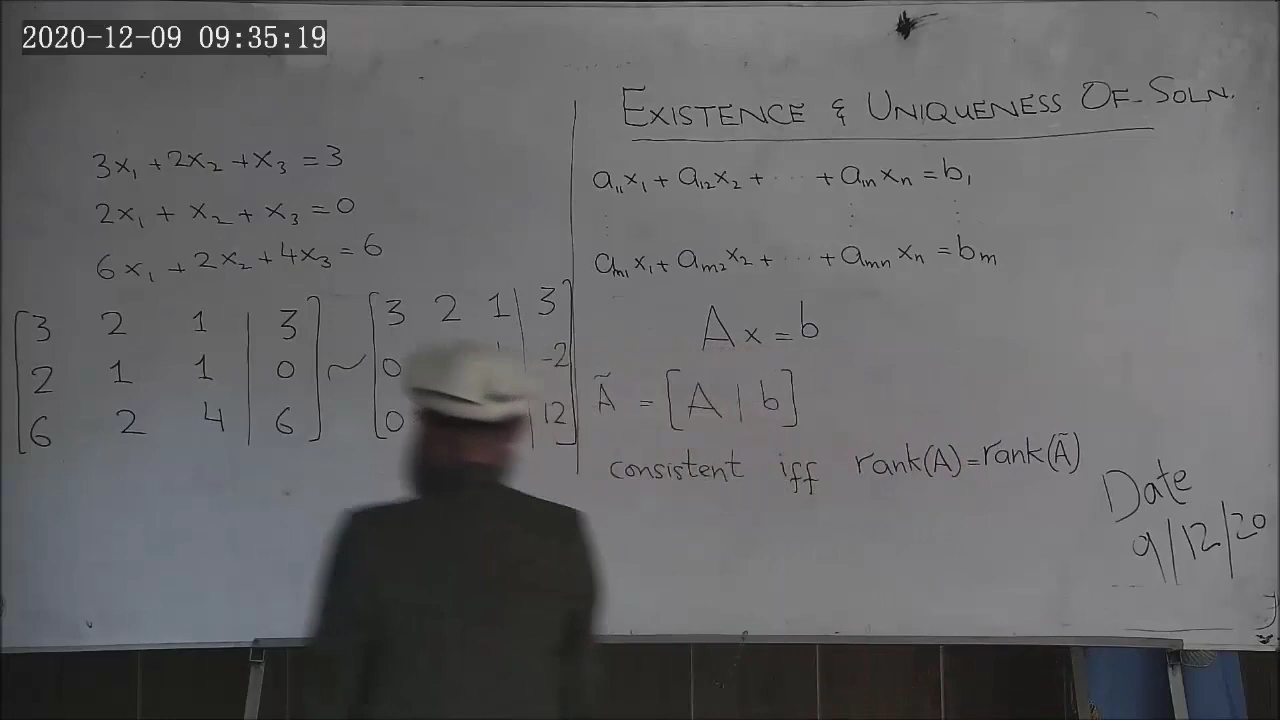 2020-12-09 09:35:19
3x₁ + 2x₂ + x₃ = 3
2x₁ + x₂ + x₃ = 0
6x₁ + 2x₂ + 4x₃ = 6
[3 2 1 | 3] ~ [3 2 1 | 3]
[2 1 1 | 0] [0 | -2]
[6 2 4 | 6] [0 | 12]
EXISTENCE & UNIQUENESS OF SOLN.
a₁₁x₁ + a₁₂x₂ + ··· + a₁ₙxₙ = b₁
⋮ ⋮ ⋮
aₘ₁x₁ + aₘ₂x₂ + ··· + aₘₙxₙ = bₘ
Ax = b
Ã = [A | b]
consistent iff rank(A) = rank(Ã)
Date
9/12/20